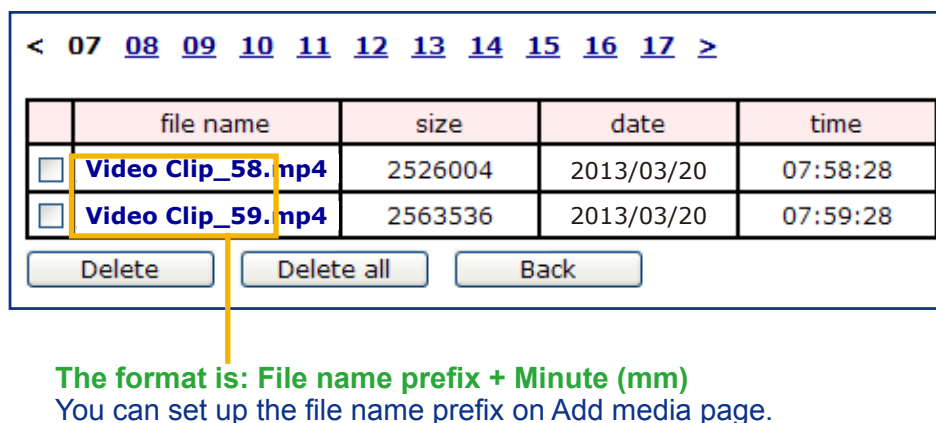 < 07 08 09 10 11 12 13 14 15 16 17 >
file name size date time
Video Clip_58.mp4 2526004 2013/03/20 07:58:28
Video Clip_59.mp4 2563536 2013/03/20 07:59:28
Delete Delete all Back
The format is: File name prefix + Minute (mm)
You can set up the file name prefix on Add media page.